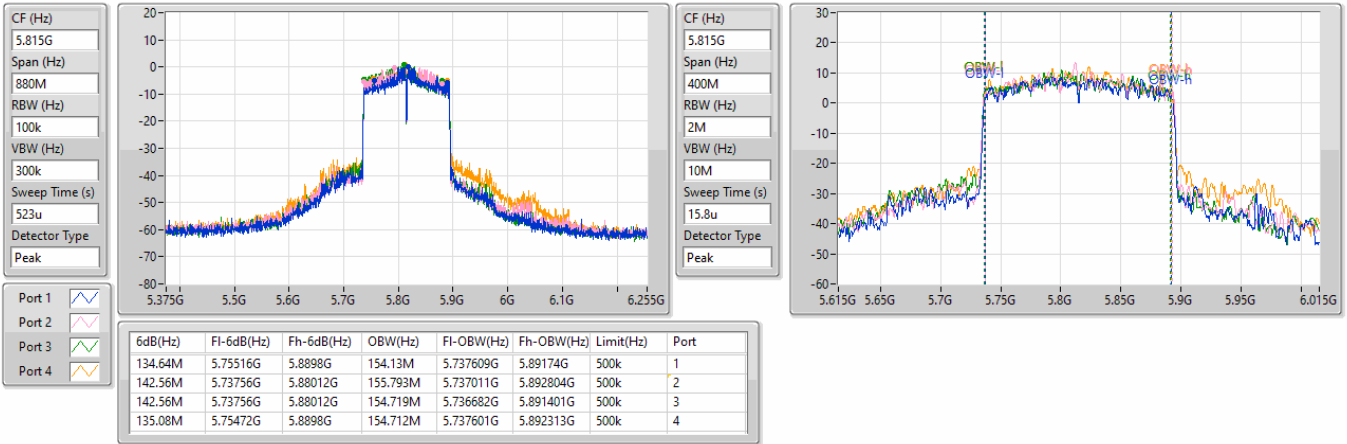 CF (Hz)
5.815G
Span (Hz)
880M
RBW (Hz)
100k
VBW (Hz)
300k
Sweep Time (s)
523u
Detector Type
Peak
20-
10-
0-
-10-
-20-
-30-
-40-
-50-
-60-
-70-
-80-
5.375G 5.5G 5.6G 5.7G 5.8G 5.9G 6G 6.1G 6.255G
CF (Hz)
5.815G
Span (Hz)
400M
RBW (Hz)
2M
VBW (Hz)
10M
Sweep Time (s)
15.8u
Detector Type
Peak
30-
20-
10-
0-
-10-
-20-
-30-
-40-
-50-
-60-
OBW-l OBW-h
5.615G 5.65G 5.7G 5.75G 5.8G 5.85G 5.9G 5.95G 6.015G
Port 1
Port 2
Port 3
Port 4
6dB(Hz) Fl-6dB(Hz) Fh-6dB(Hz) OBW(Hz) Fl-OBW(Hz) Fh-OBW(Hz) Limit(Hz) Port
134.64M 5.75516G 5.8898G 154.13M 5.737609G 5.89174G 500k 1
142.56M 5.73756G 5.88012G 155.793M 5.737011G 5.892804G 500k 2
142.56M 5.73756G 5.88012G 154.719M 5.736682G 5.891401G 500k 3
135.08M 5.75472G 5.8898G 154.712M 5.737601G 5.892313G 500k 4